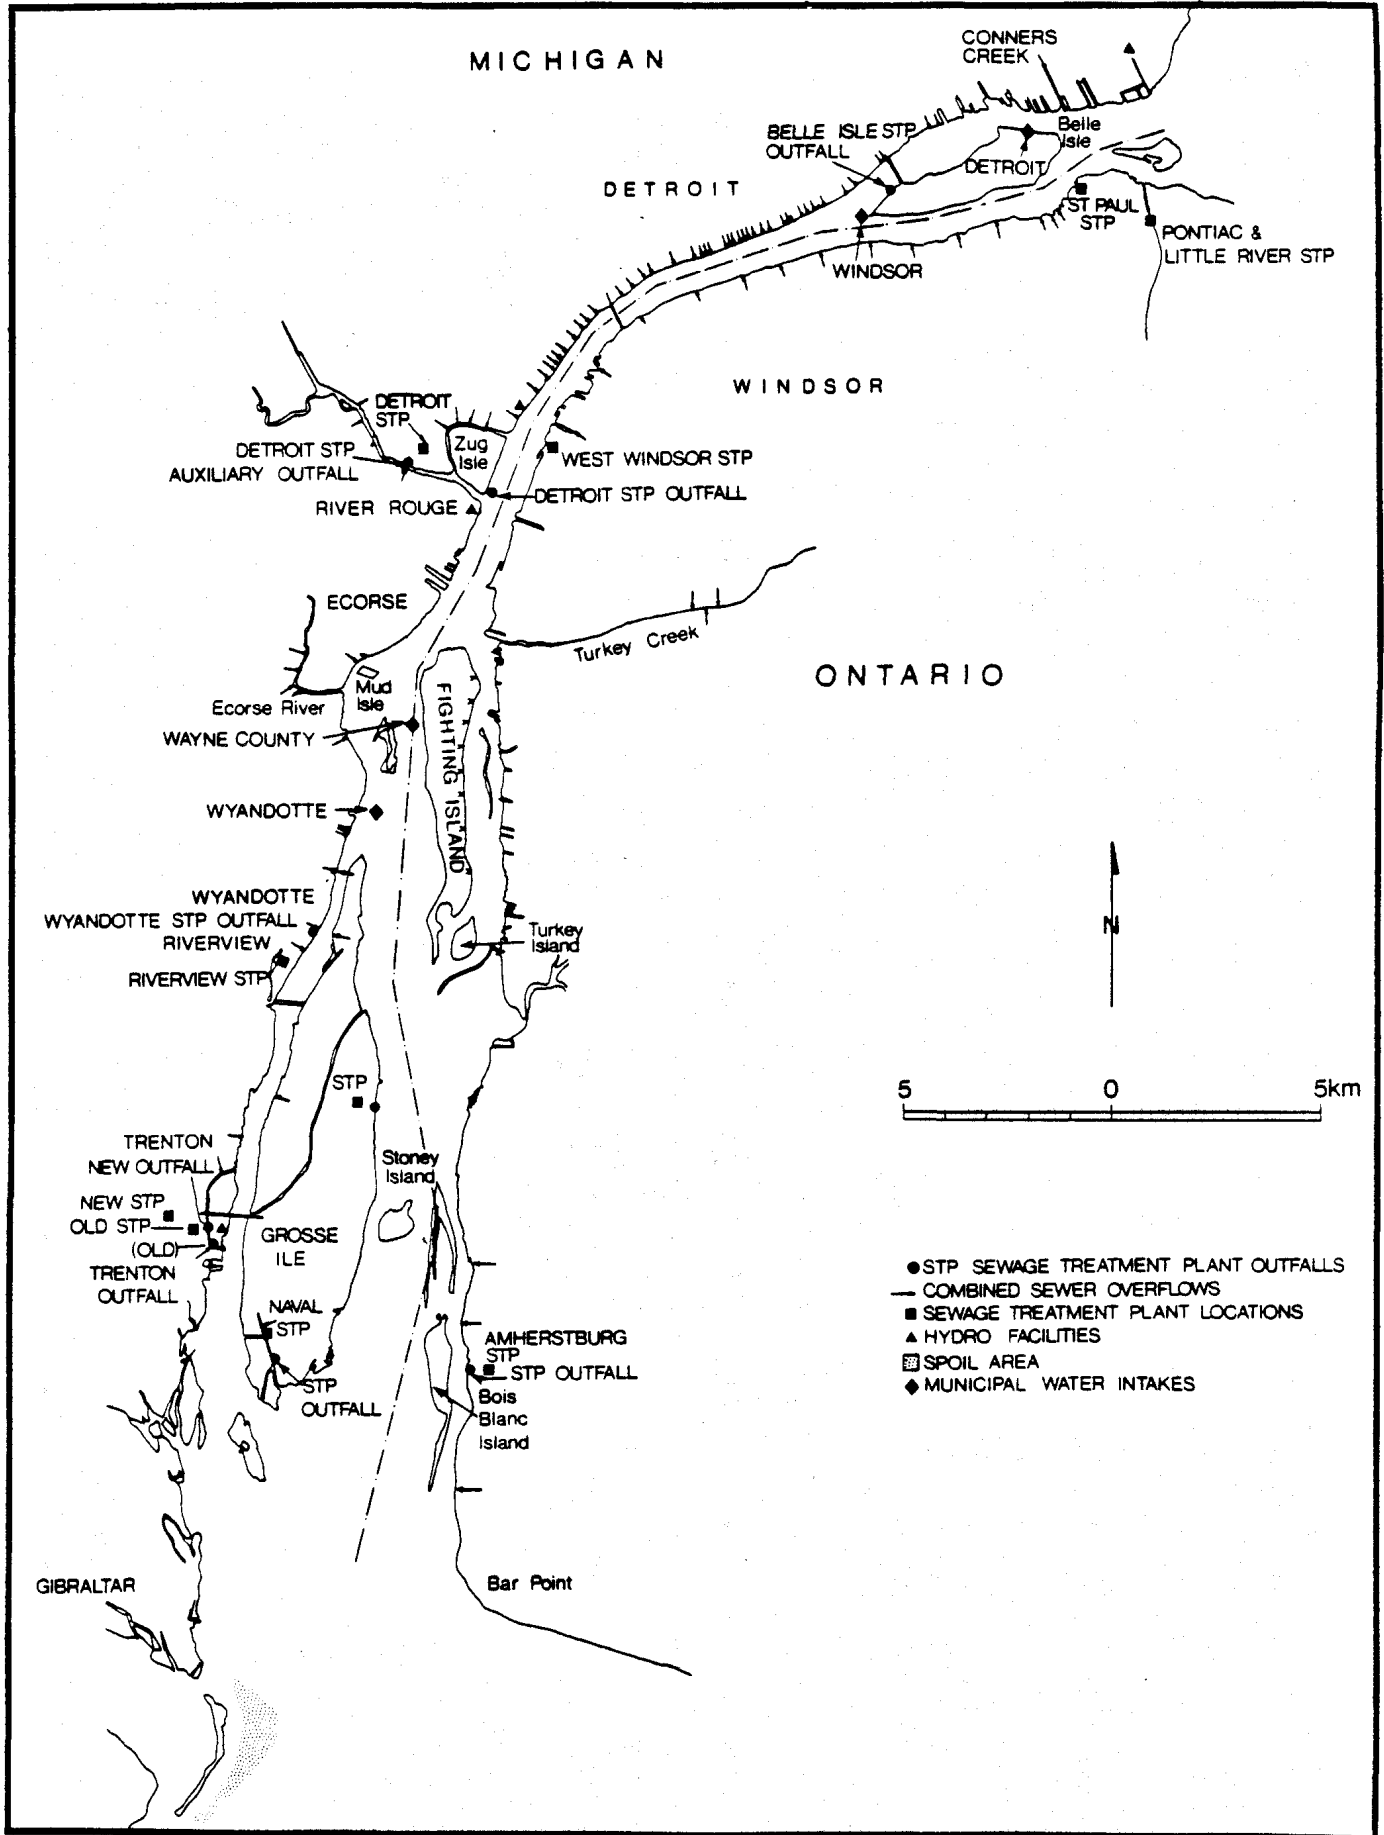 MICHIGAN
CONNERS
CREEK
BELLE ISLE STP
OUTFALL
Belle
Isle
DETROIT
DETROIT
ST PAUL
STP
PONTIAC &
LITTLE RIVER STP
WINDSOR
WINDSOR
DETROIT
STP
Zug
Isle
DETROIT STP
AUXILIARY OUTFALL
WEST WINDSOR STP
DETROIT STP OUTFALL
RIVER ROUGE
ECORSE
Turkey Creek
ONTARIO
Mud
Isle
Ecorse River
FIGHTING ISLAND
WAYNE COUNTY
WYANDOTTE
WYANDOTTE
WYANDOTTE STP OUTFALL
RIVERVIEW
RIVERVIEW STP
Turkey
Island
N
STP
5 0 5km
TRENTON
NEW OUTFALL
Stoney
Island
NEW STP
OLD STP
(OLD)
TRENTON
OUTFALL
GROSSE
ILE
NAVAL
STP
STP
OUTFALL
AMHERSTBURG
STP
STP OUTFALL
Bois
Blanc
Island
STP SEWAGE TREATMENT PLANT OUTFALLS
COMBINED SEWER OVERFLOWS
SEWAGE TREATMENT PLANT LOCATIONS
HYDRO FACILITIES
SPOIL AREA
MUNICIPAL WATER INTAKES
GIBRALTAR
Bar Point